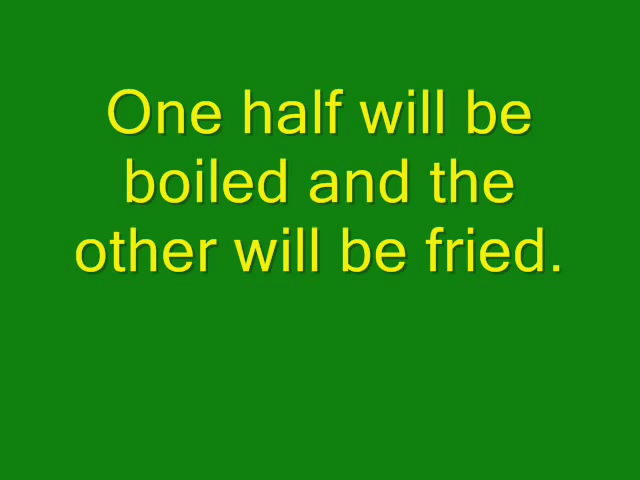 One half will be
boiled and the
other will be fried.